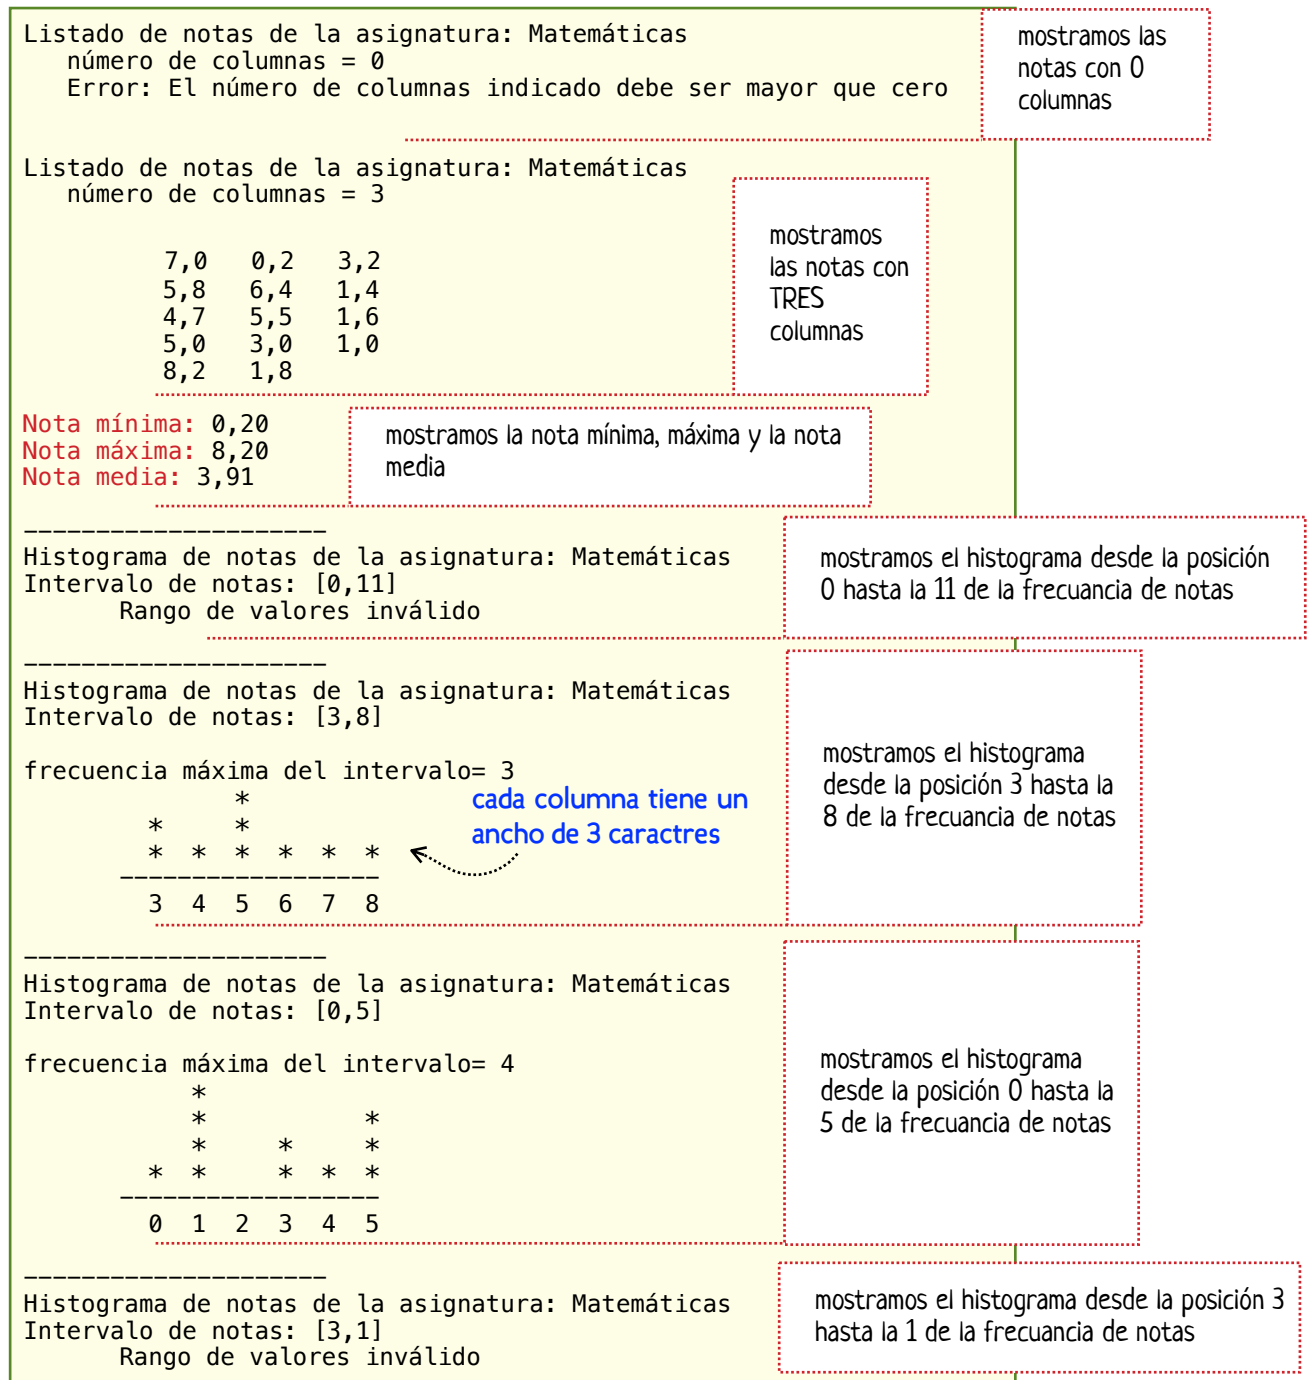 Listado de notas de la asignatura: Matemáticas
número de columnas = 0
Error: El número de columnas indicado debe ser mayor que cero
mostramos las
notas con 0
columnas
Listado de notas de la asignatura: Matemáticas
número de columnas = 3
7,0 0,2 3,2
5,8 6,4 1,4
4,7 5,5 1,6
5,0 3,0 1,0
8,2 1,8
mostramos
las notas con
TRES
columnas
Nota mínima: 0,20
Nota máxima: 8,20
Nota media: 3,91
mostramos la nota mínima, máxima y la nota
media
---------------------
Histograma de notas de la asignatura: Matemáticas
Intervalo de notas: [0,11]
Rango de valores inválido
mostramos el histograma desde la posición
0 hasta la 11 de la frecuancia de notas
---------------------
Histograma de notas de la asignatura: Matemáticas
Intervalo de notas: [3,8]
frecuencia máxima del intervalo= 3
*
* *
* * * * * *
------------------
3 4 5 6 7 8
cada columna tiene un
ancho de 3 caractres
mostramos el histograma
desde la posición 3 hasta la
8 de la frecuancia de notas
---------------------
Histograma de notas de la asignatura: Matemáticas
Intervalo de notas: [0,5]
frecuencia máxima del intervalo= 4
*
* *
* * *
* * * * *
------------------
0 1 2 3 4 5
mostramos el histograma
desde la posición 0 hasta la
5 de la frecuancia de notas
---------------------
Histograma de notas de la asignatura: Matemáticas
Intervalo de notas: [3,1]
Rango de valores inválido
mostramos el histograma desde la posición 3
hasta la 1 de la frecuancia de notas